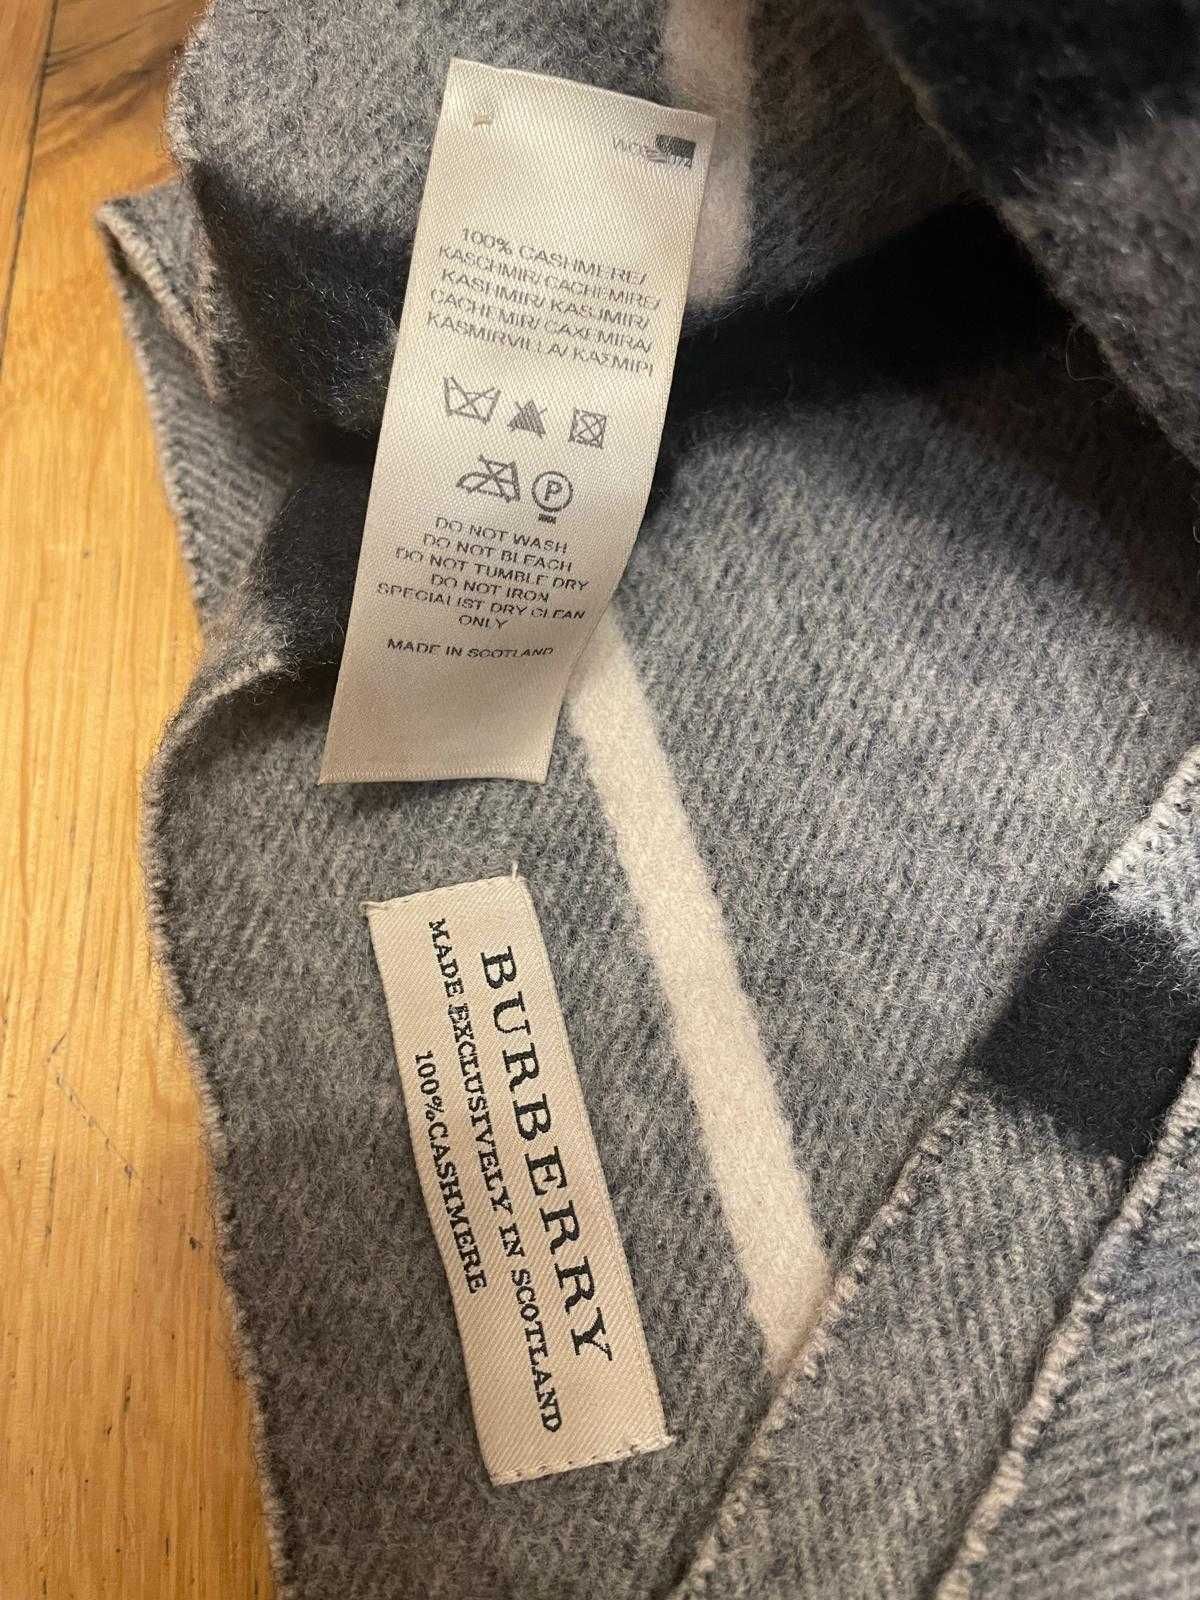 100% CASHMERE/
KASCHMIR/ CACHEMIRE/
KASHMIR/ KASJMIR/
CACHEMIR/ CAXEMIRA/
KASMIRVILLA/ ΚΑΣΜΙΡΙ
P
DO NOT WASH
DO NOT BLEACH
DO NOT TUMBLE DRY
DO NOT IRON
SPECIALIST DRY CLEAN
ONLY
MADE IN SCOTLAND
BURBERRY
MADE EXCLUSIVELY IN SCOTLAND
100% CASHMERE